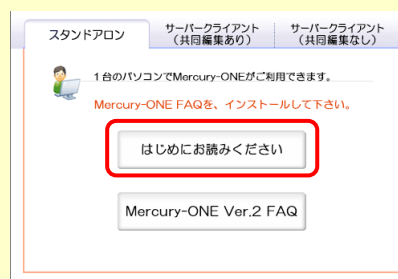 スタンドアロン
サーバークライアント
（共同編集あり）
サーバークライアント
（共同編集なし）
1台のパソコンでMercury-ONEがご利用できます。
Mercury-ONE FAQを、インストールして下さい。
はじめにお読みください
Mercury-ONE Ver.2 FAQ